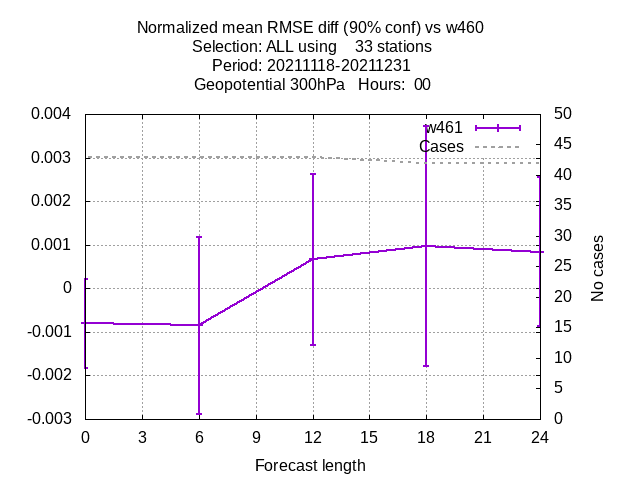 Normalized mean RMSE diff (90% conf) vs w460
Selection: ALL using    33 stations
Period: 20211118-20211231
Geopotential 300hPa   Hours:  00
0.004
0.003
0.002
0.001
0
-0.001
-0.002
-0.003
w461
Cases
50
45
40
35
30
25
20
15
10
5
0
No cases
0 3 6 9 12 15 18 21 24
Forecast length